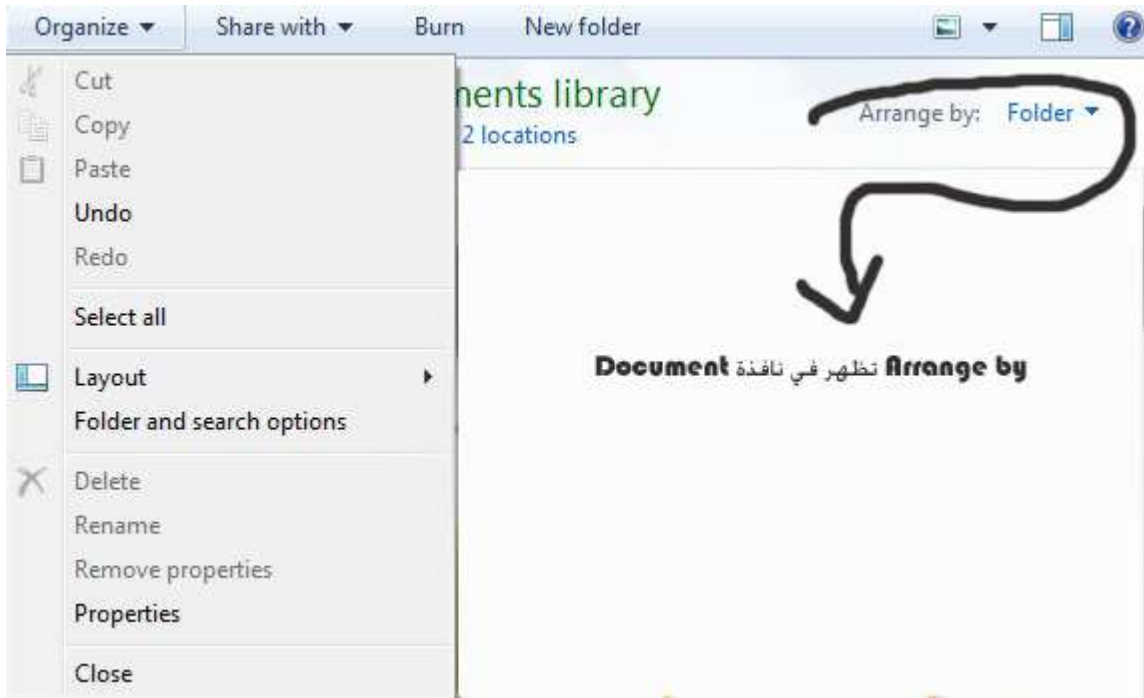 Organize Share with Burn New folder
Cut
Copy
Paste
Undo
Redo
Select all
Layout
Folder and search options
Delete
Rename
Remove properties
Properties
Close
ments library
2 locations
Arrange by: Folder
Arrange by تظهر في نافذة Document